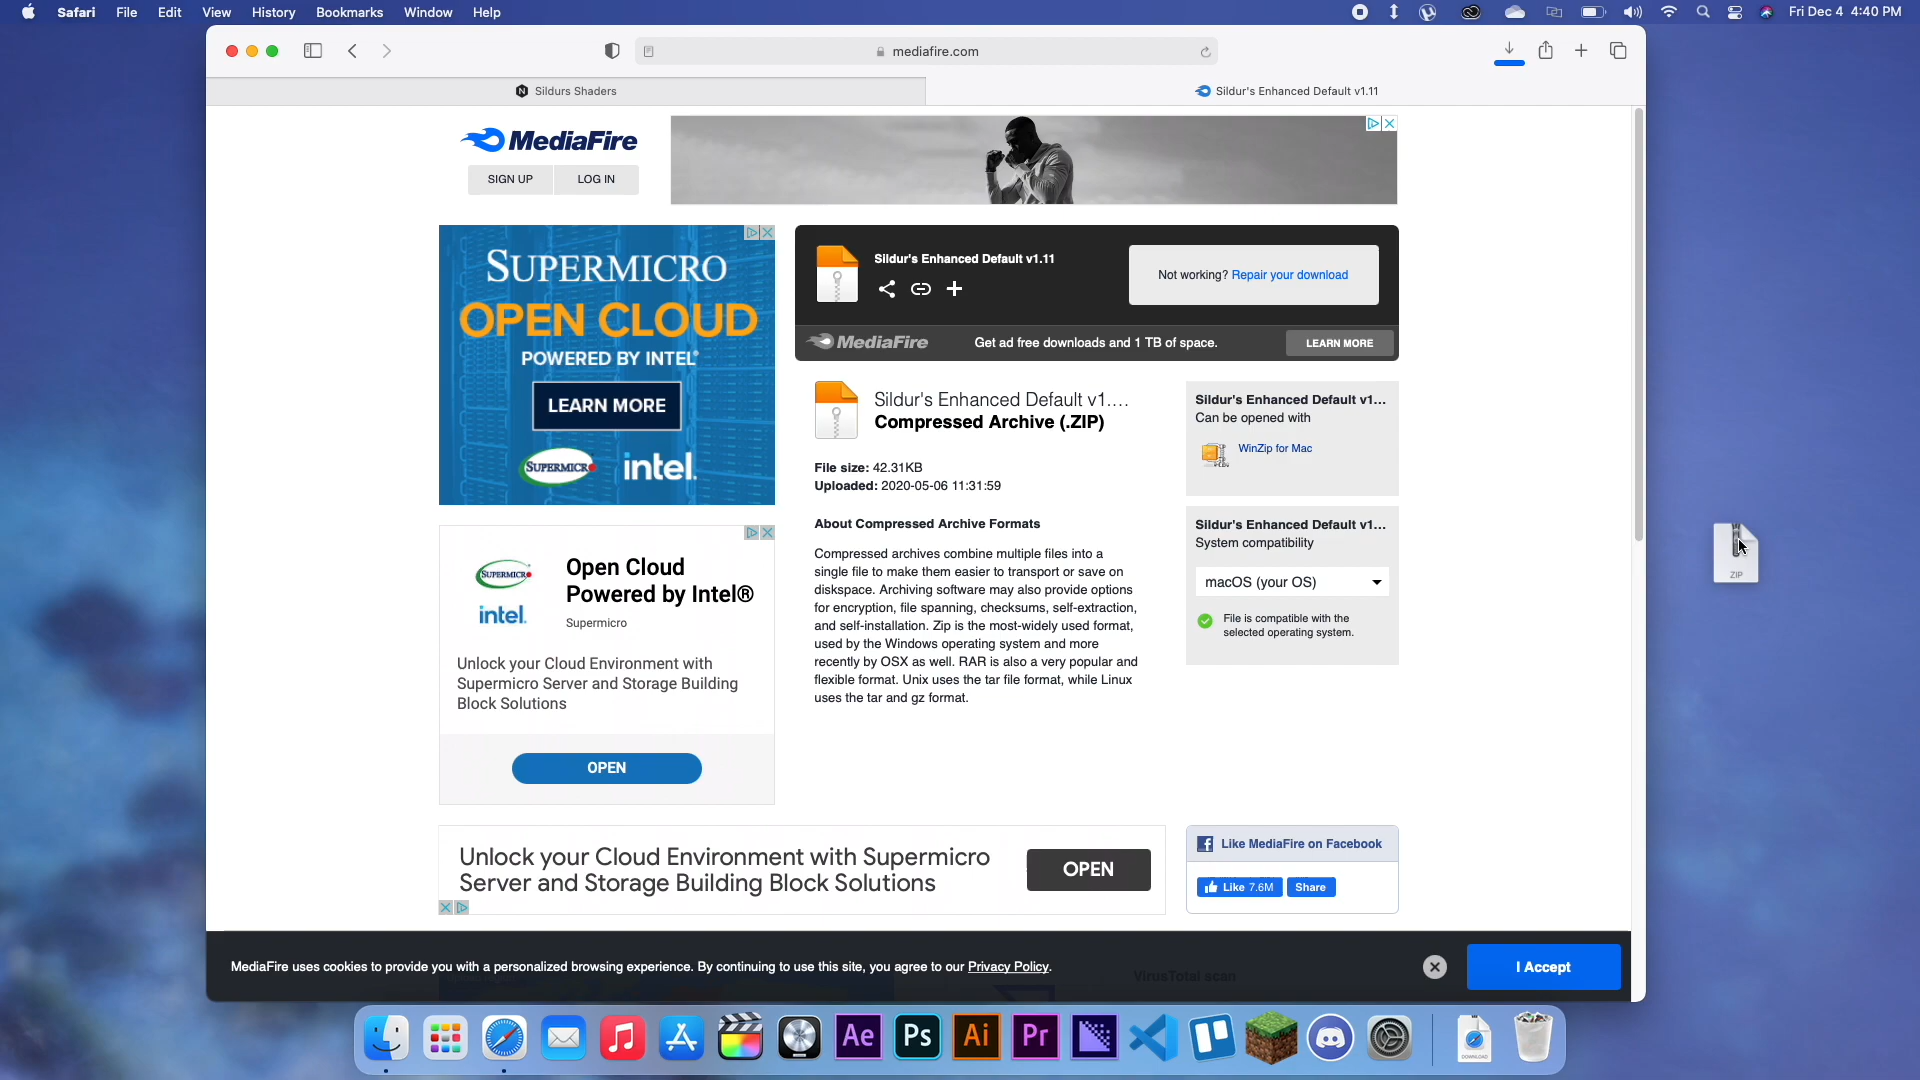 Safari File Edit View History Bookmarks Window Help
Fri Dec 4 4:40 PM
mediafire.com
Sildurs Shaders
Sildur's Enhanced Default v1.11
MediaFire
SIGN UP
LOG IN
SUPERMICRO
OPEN CLOUD
POWERED BY INTEL®
LEARN MORE
SUPERMICR
intel.
Sildur's Enhanced Default v1.11
Not working? Repair your download
MediaFire
Get ad free downloads and 1 TB of space.
LEARN MORE
Sildur's Enhanced Default v1....
Compressed Archive (.ZIP)
File size: 42.31KB
Uploaded: 2020-05-06 11:31:59
About Compressed Archive Formats
Compressed archives combine multiple files into a
single file to make them easier to transport or save on
diskspace. Archiving software may also provide options
for encryption, file spanning, checksums, self-extraction,
and self-installation. Zip is the most-widely used format,
used by the Windows operating system and more
recently by OSX as well. RAR is also a very popular and
flexible format. Unix uses the tar file format, while Linux
uses the tar and gz format.
Sildur's Enhanced Default v1...
Can be opened with
WinZip for Mac
Sildur's Enhanced Default v1...
System compatibility
macOS (your OS)
File is compatible with the
selected operating system.
ZIP
SUPERMICR
intel.
Open Cloud
Powered by Intel®
Supermicro
Unlock your Cloud Environment with
Supermicro Server and Storage Building
Block Solutions
OPEN
Unlock your Cloud Environment with Supermicro
Server and Storage Building Block Solutions
OPEN
Like MediaFire on Facebook
Like 7.6M
Share
MediaFire uses cookies to provide you with a personalized browsing experience. By continuing to use this site, you agree to our Privacy Policy.
VirusTotal scan
I Accept
Ae
Ps
Ai
Pr
DOWNLOAD